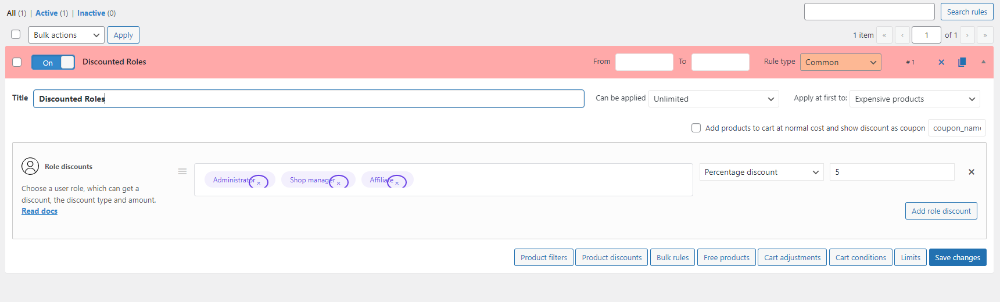 All (1) | Active (1) | Inactive (0)
Search rules
Bulk actions Apply
1 item « ‹ 1 of 1 › »
On Discounted Roles From To Rule type Common # 1
Title Discounted Roles Can be applied Unlimited Apply at first to: Expensive products
Add products to cart at normal cost and show discount as coupon coupon_name
Role discounts
Choose a user role, which can get a
discount, the discount type and amount.
Read docs
Administrator × Shop manager × Affiliate ×
Percentage discount 5 ×
Add role discount
Product filters Product discounts Bulk rules Free products Cart adjustments Cart conditions Limits Save changes